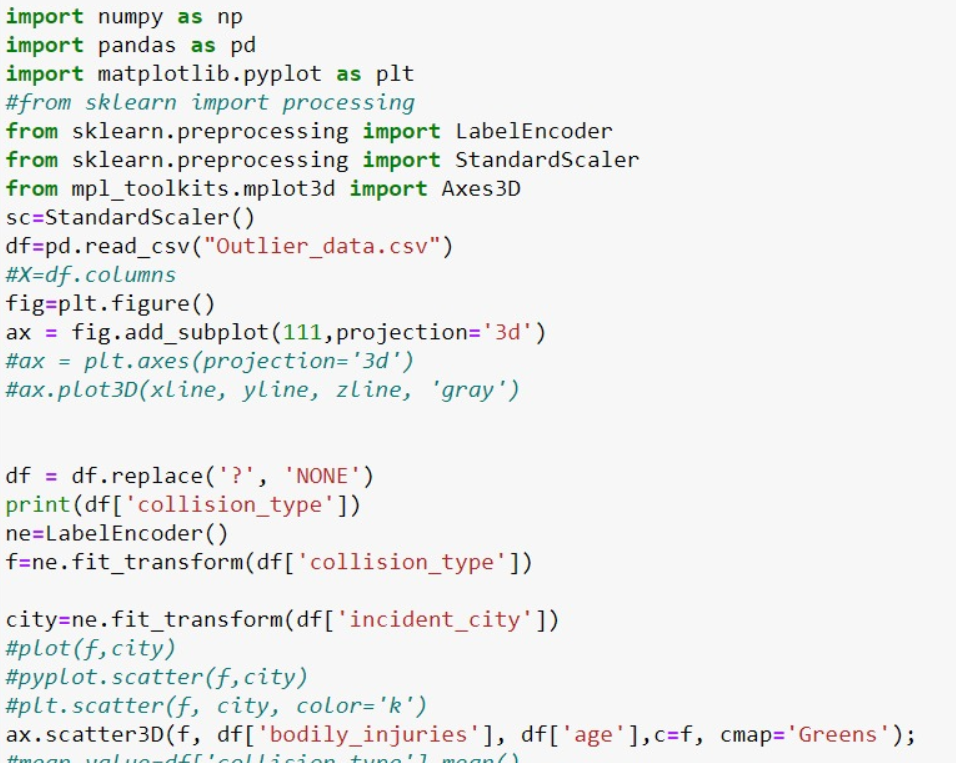 import numpy as np
import pandas as pd
import matplotlib.pyplot as plt
#from sklearn import processing
from sklearn.preprocessing import LabelEncoder
from sklearn.preprocessing import StandardScaler
from mpl_toolkits.mplot3d import Axes3D
sc=StandardScaler()
df=pd.read_csv("Outlier_data.csv")
#X=df.columns
fig=plt.figure()
ax = fig.add_subplot(111,projection='3d')
#ax = plt.axes(projection='3d')
#ax.plot3D(xline, yline, zline, 'gray')
df = df.replace('?', 'NONE')
print(df['collision_type'])
ne=LabelEncoder()
f=ne.fit_transform(df['collision_type'])
city=ne.fit_transform(df['incident_city'])
#plot(f,city)
#pyplot.scatter(f,city)
#plt.scatter(f, city, color='k')
ax.scatter3D(f, df['bodily_injuries'], df['age'],c=f, cmap='Greens');
#mean_value=df['collision_type'].mean()